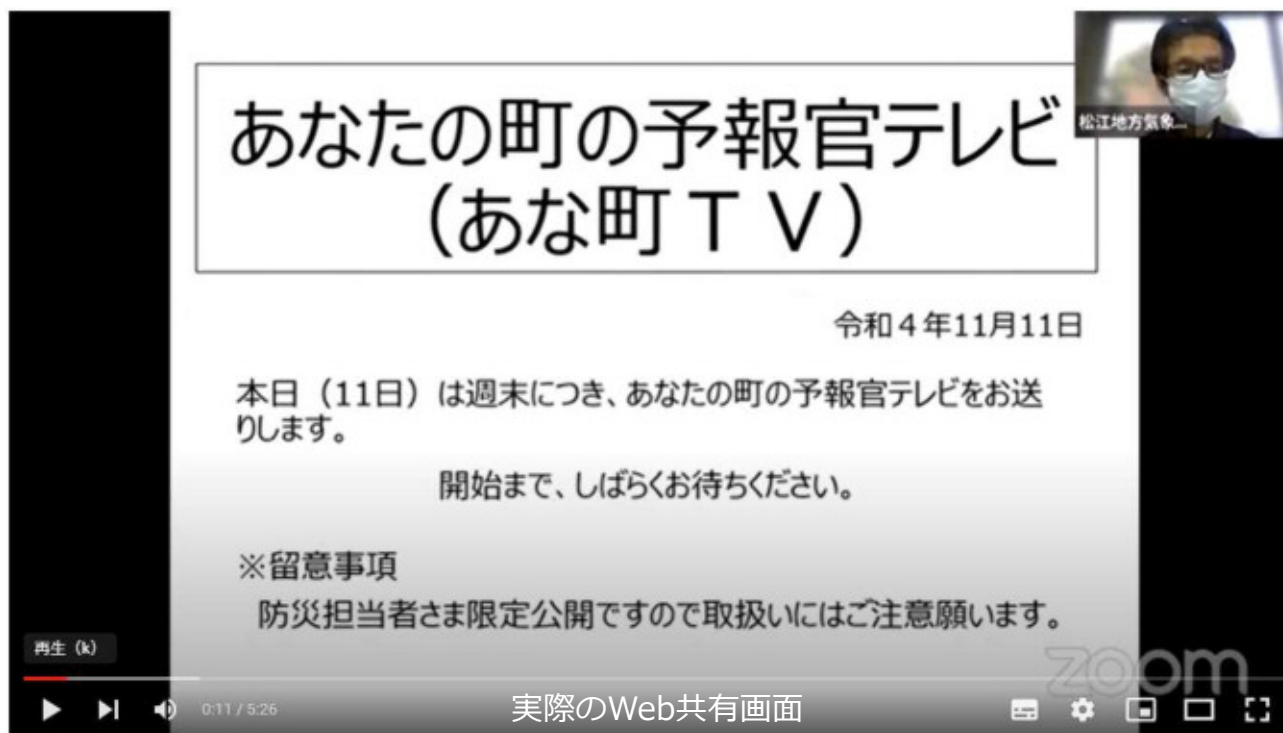 あなたの町の予報官テレビ
（あな町ＴＶ）
松江地方気象...
令和４年11月11日
本日（11日）は週末につき、あなたの町の予報官テレビをお送
りします。
開始まで、しばらくお待ちください。
※留意事項
防災担当者さま限定公開ですので取扱いにはご注意願います。
再生（k）
zoom
0:11 / 5:26
実際のWeb共有画面